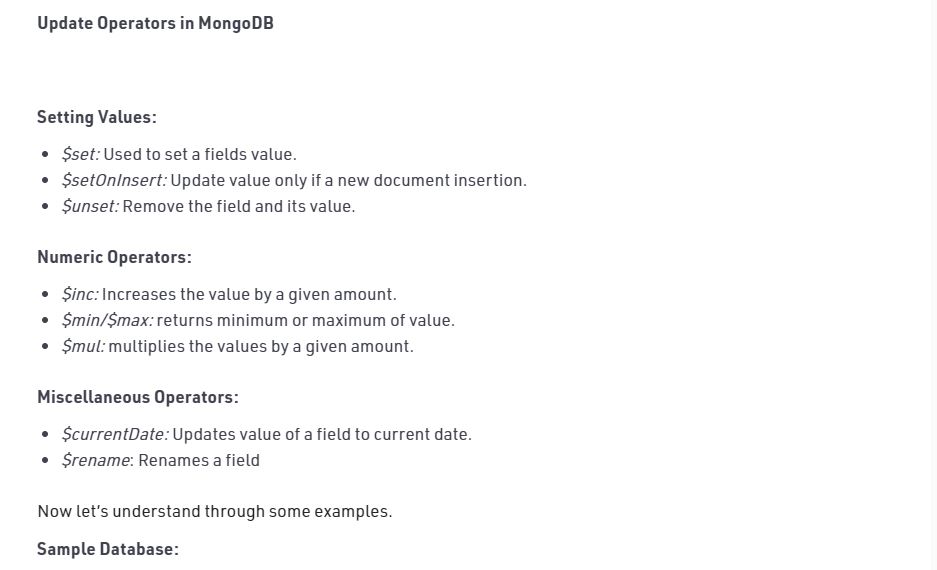 Update Operators in MongoDB
Setting Values:
• $set: Used to set a fields value.
• $setOnInsert: Update value only if a new document insertion.
• $unset: Remove the field and its value.
Numeric Operators:
• $inc: Increases the value by a given amount.
• $min/$max: returns minimum or maximum of value.
• $mul: multiplies the values by a given amount.
Miscellaneous Operators:
• $currentDate: Updates value of a field to current date.
• $rename: Renames a field
Now let's understand through some examples.
Sample Database: